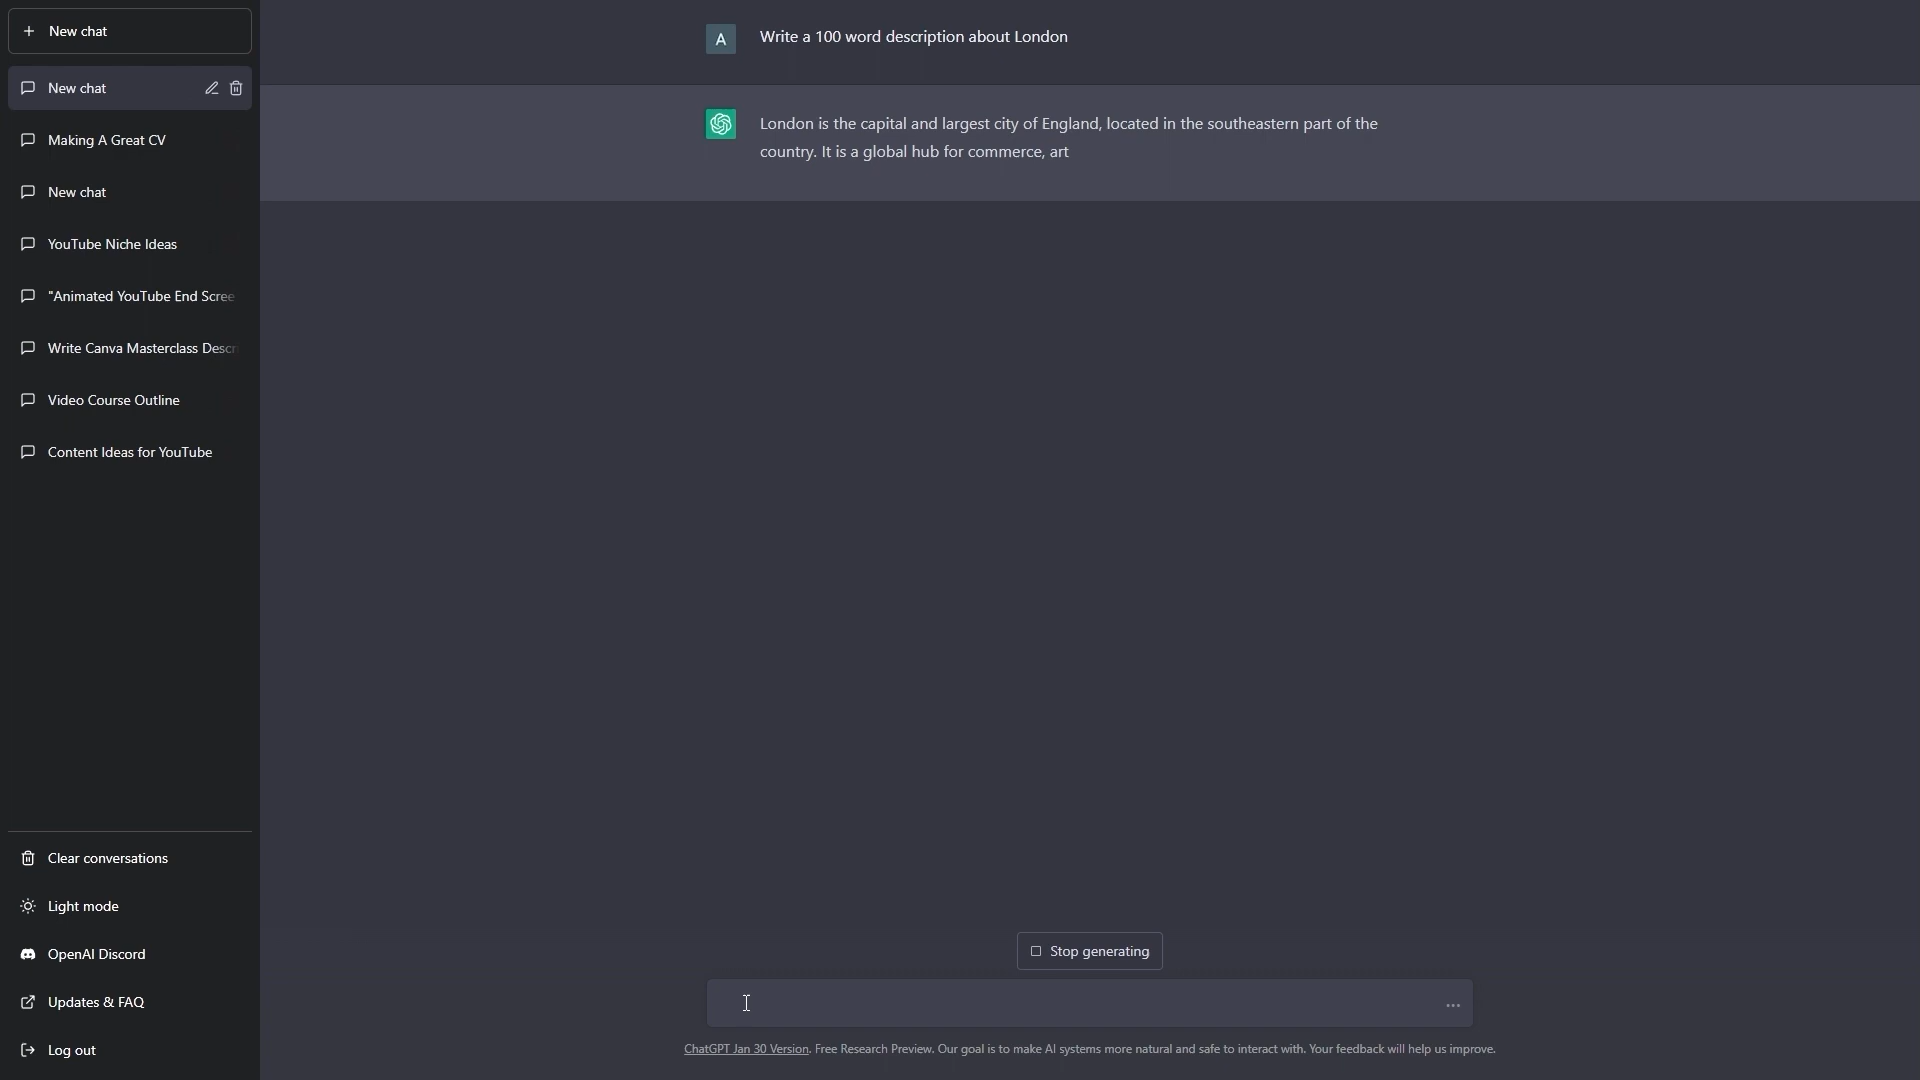 New chat
New chat
Making A Great CV
New chat
YouTube Niche Ideas
"Animated YouTube End Scree
Write Canva Masterclass Descr
Video Course Outline
Content Ideas for YouTube
Clear conversations
Light mode
OpenAI Discord
Updates & FAQ
Log out
A
Write a 100 word description about London
London is the capital and largest city of England, located in the southeastern part of the
country. It is a global hub for commerce, art
Stop generating
ChatGPT Jan 30 Version. Free Research Preview. Our goal is to make AI systems more natural and safe to interact with. Your feedback will help us improve.